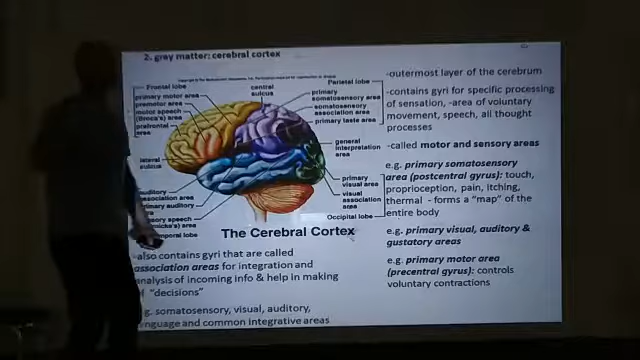 2. grey matter: cerebral cortex
Frontal lobe
primary motor area
premotor area
motor speech
(Broca's) area
prefrontal
area
lateral
sulcus
auditory
association area
primary auditory
speech
area
lobe
central
sulcus
Parietal lobe
primary
somatosensory area
somatosensory
association area
primary taste area
general
interpretation
area
primary
visual area
visual
association
area
Occipital lobe
The Cerebral Cortex
-also contains gyri that are called
association areas for integration and
analysis of incoming info & help in making
"decisions"
somatosensory, visual, auditory,
language and common integrative areas
-outermost layer of the cerebrum
-contains gyri for specific processing
of sensation, -area of voluntary
movement, speech, all thought
processes
-called motor and sensory areas
e.g. primary somatosensory
area (postcentral gyrus): touch,
proprioception, pain, itching,
thermal - forms a "map" of the
entire body
e.g. primary visual, auditory &
gustatory areas
e.g. primary motor area
(precentral gyrus): controls
voluntary contractions